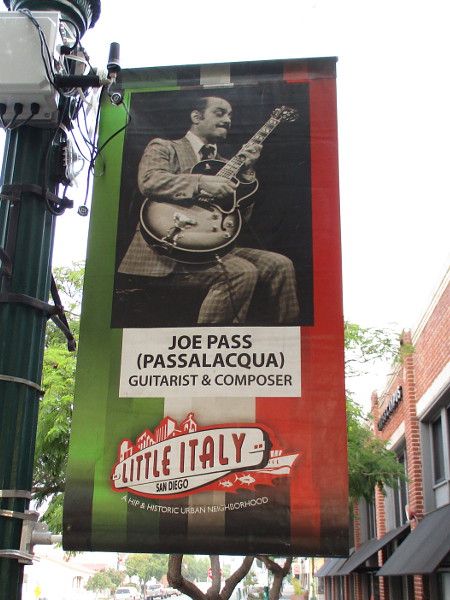 JOE PASS
(PASSALACQUA)
GUITARIST & COMPOSER
LITTLE ITALY
SAN DIEGO
A HIP & HISTORIC URBAN NEIGHBORHOOD